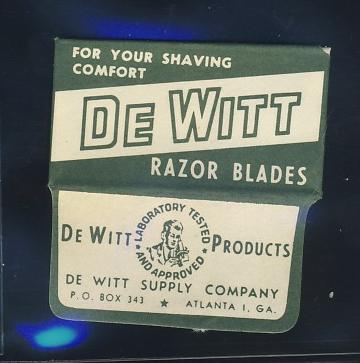 FOR YOUR SHAVING
COMFORT
DE WITT
RAZOR BLADES
LABORATORY TESTED
AND APPROVED
DE WITT PRODUCTS
DE WITT SUPPLY COMPANY
P. O. BOX 343 ★ ATLANTA 1, GA.